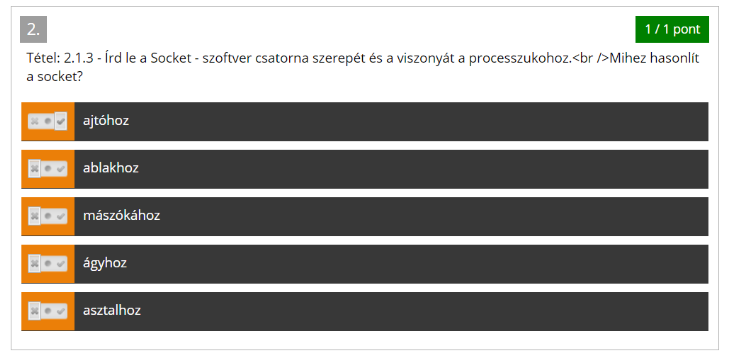 2.
1 / 1 pont
Tétel: 2.1.3 - Írd le a Socket - szoftver csatorna szerepét és a viszonyát a processzukohoz.<br />Mihez hasonlít
a socket?
ajtóhoz
ablakhoz
mászókához
ágyhoz
asztalhoz